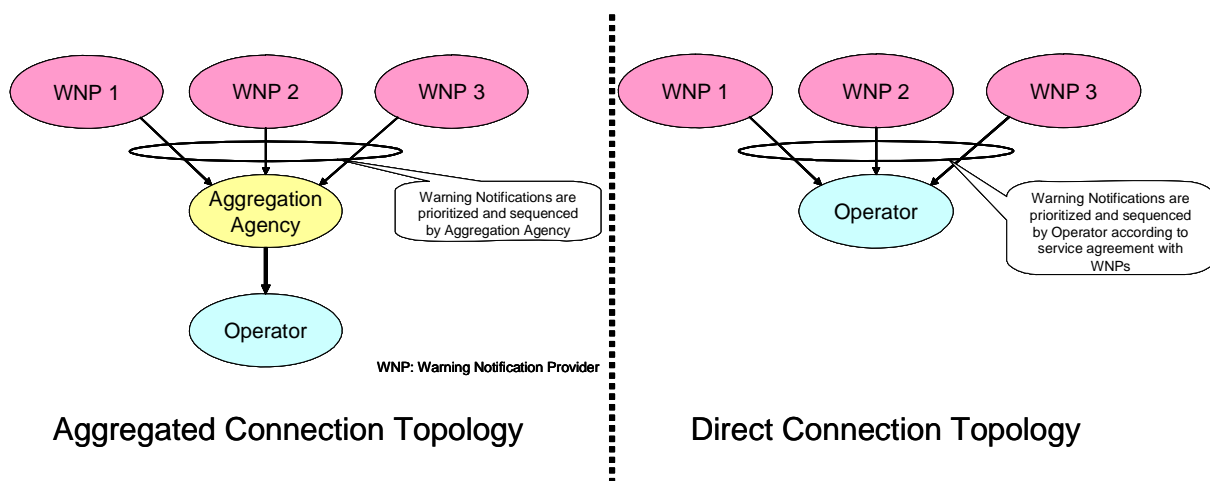 WNP 1
WNP 2
WNP 3
Aggregation
Agency
Warning Notifications are
prioritized and sequenced
by Aggregation Agency
Operator
WNP: Warning Notification Provider
Aggregated Connection Topology
WNP 1
WNP 2
WNP 3
Operator
Warning Notifications are
prioritized and sequenced
by Operator according to
service agreement with
WNPs
Direct Connection Topology